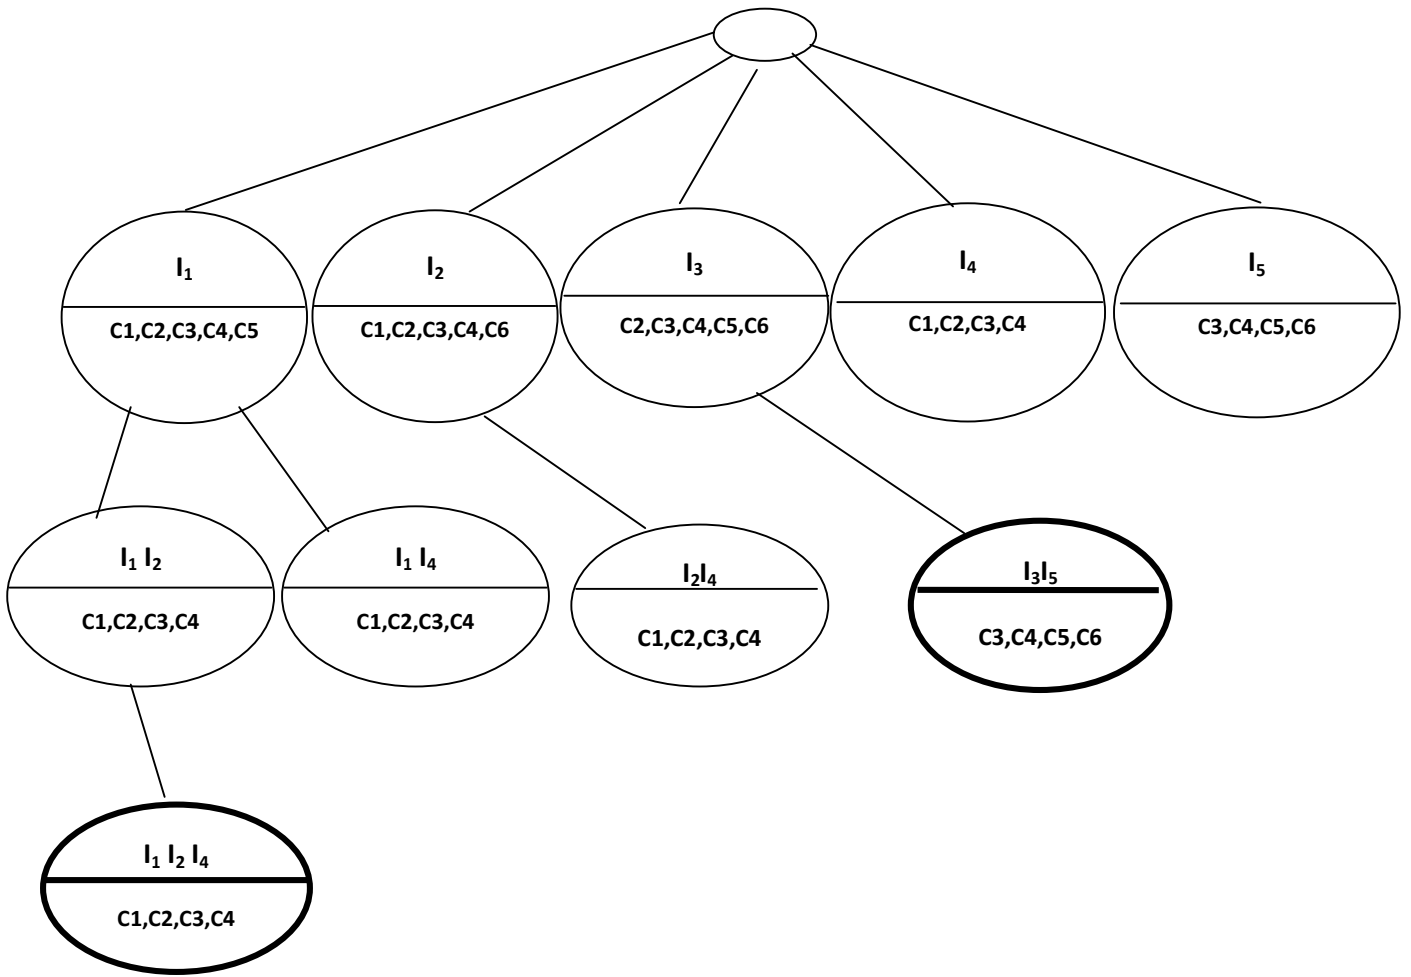 I₁
C1,C2,C3,C4,C5
I₂
C1,C2,C3,C4,C6
I₃
C2,C3,C4,C5,C6
I₄
C1,C2,C3,C4
I₅
C3,C4,C5,C6
I₁ I₂
C1,C2,C3,C4
I₁ I₄
C1,C2,C3,C4
I₂I₄
C1,C2,C3,C4
I₃I₅
C3,C4,C5,C6
I₁ I₂ I₄
C1,C2,C3,C4